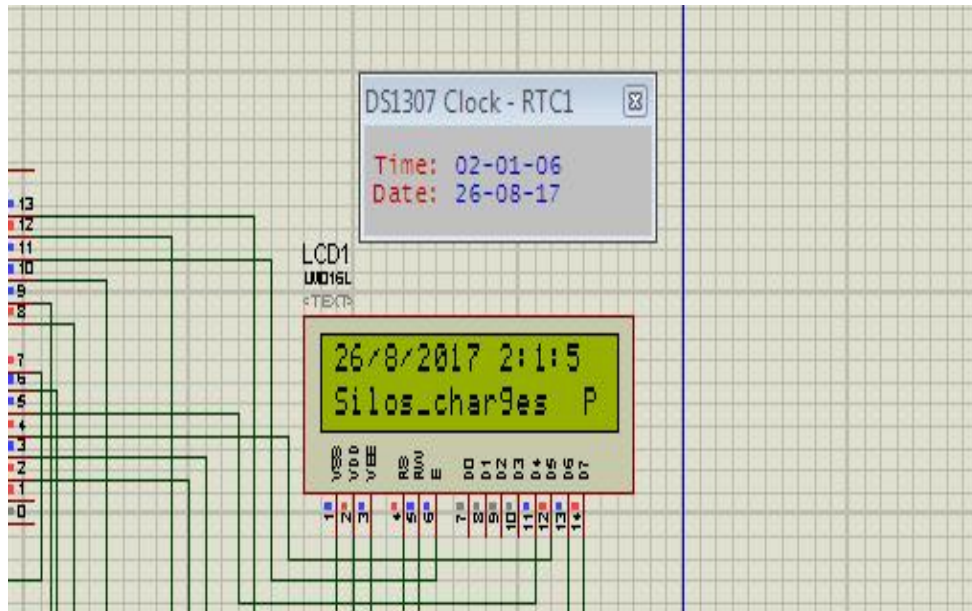 DS1307 Clock - RTC1
Time: 02-01-06
Date: 26-08-17
13
12
11
10
9
8
7
6
5
4
3
2
1
0
LCD1
LM016L
<TEXT>
26/8/2017 2:1:5
Silos_charges P
VSS
VDD
VEE
RS
RW
E
D0
D1
D2
D3
D4
D5
D6
D7
1
2
3
4
5
6
7
8
9
10
11
12
13
14